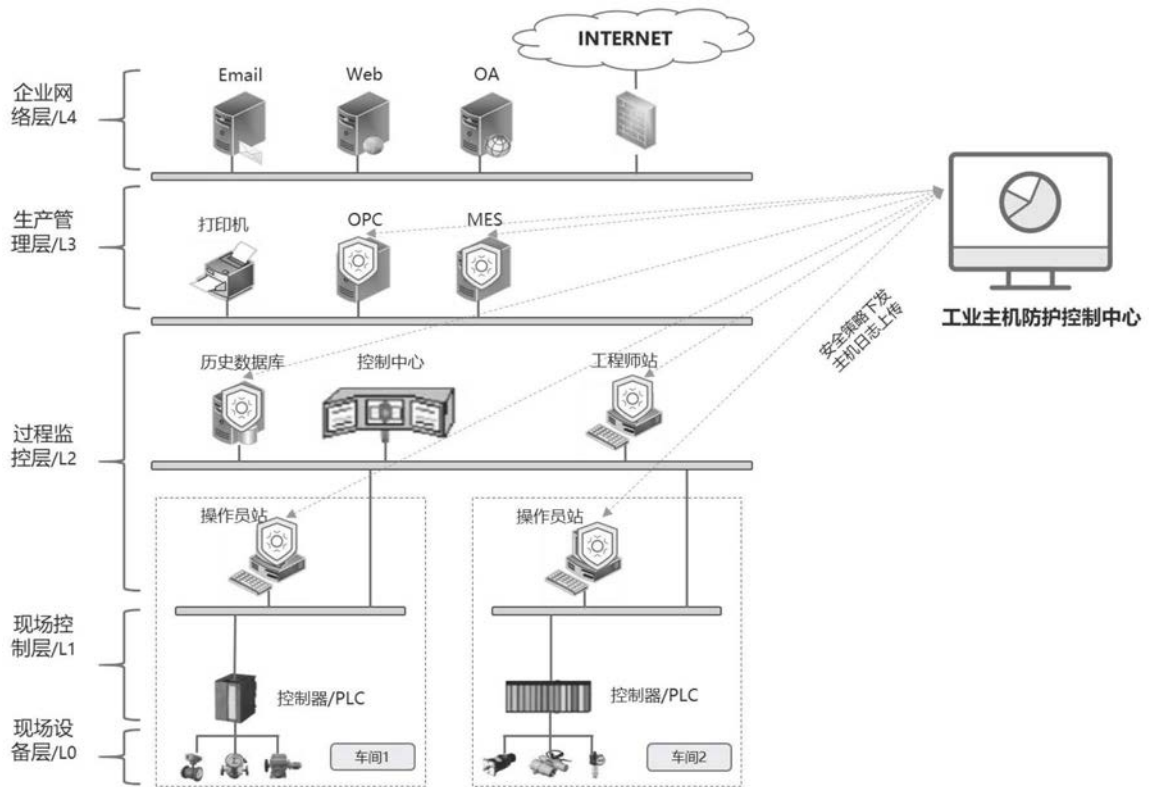 INTERNET
企业网
络层/L4
Email
Web
OA
生产管
理层/L3
打印机
OPC
MES
工业主机防护控制中心
安全策略下发
主机日志上传
过程监
控层/L2
历史数据库
控制中心
工程师站
操作员站
操作员站
现场控
制层/L1
控制器/PLC
控制器/PLC
现场设
备层/L0
车间1
车间2